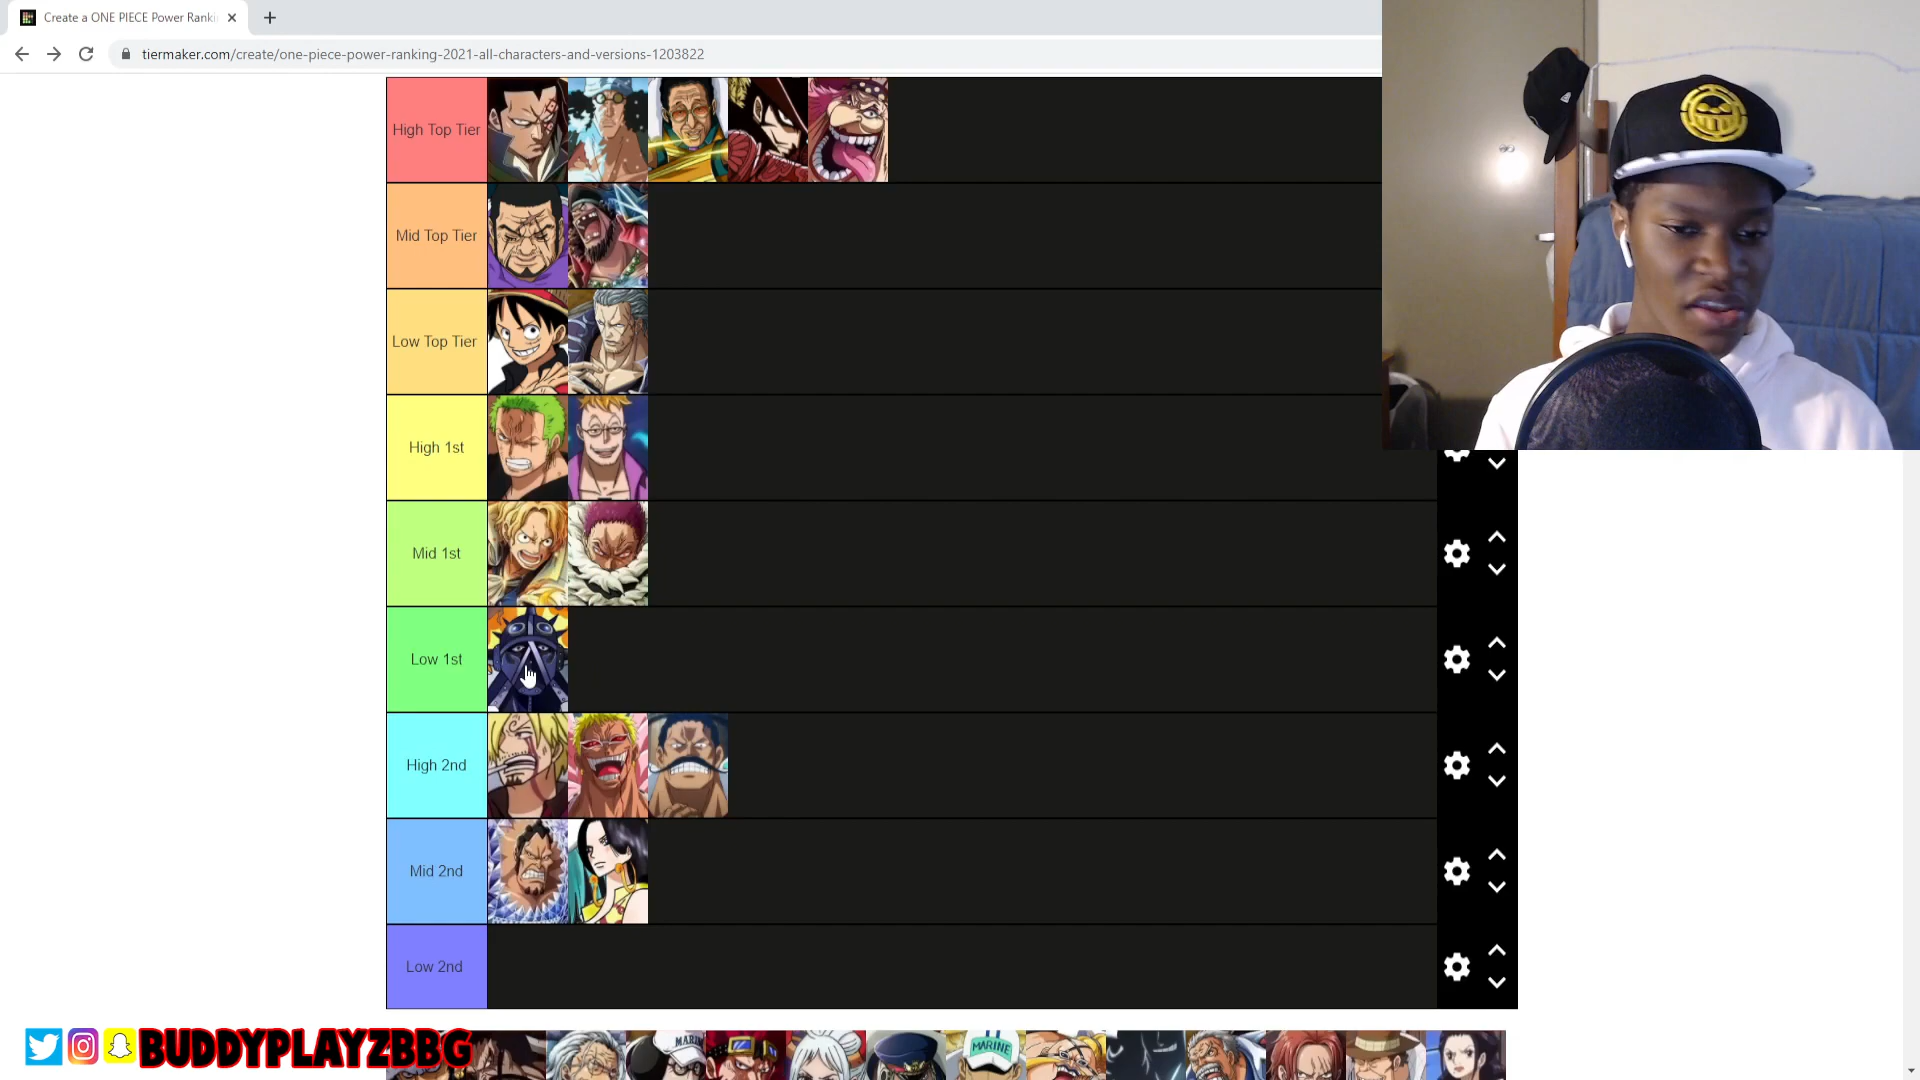 Create a ONE PIECE Power Ranki
tiermaker.com/create/one-piece-power-ranking-2021-all-characters-and-versions-1203822
High Top Tier
Mid Top Tier
Low Top Tier
High 1st
Mid 1st
Low 1st
High 2nd
Mid 2nd
Low 2nd
BUDDYPLAYZBBG
MARINE